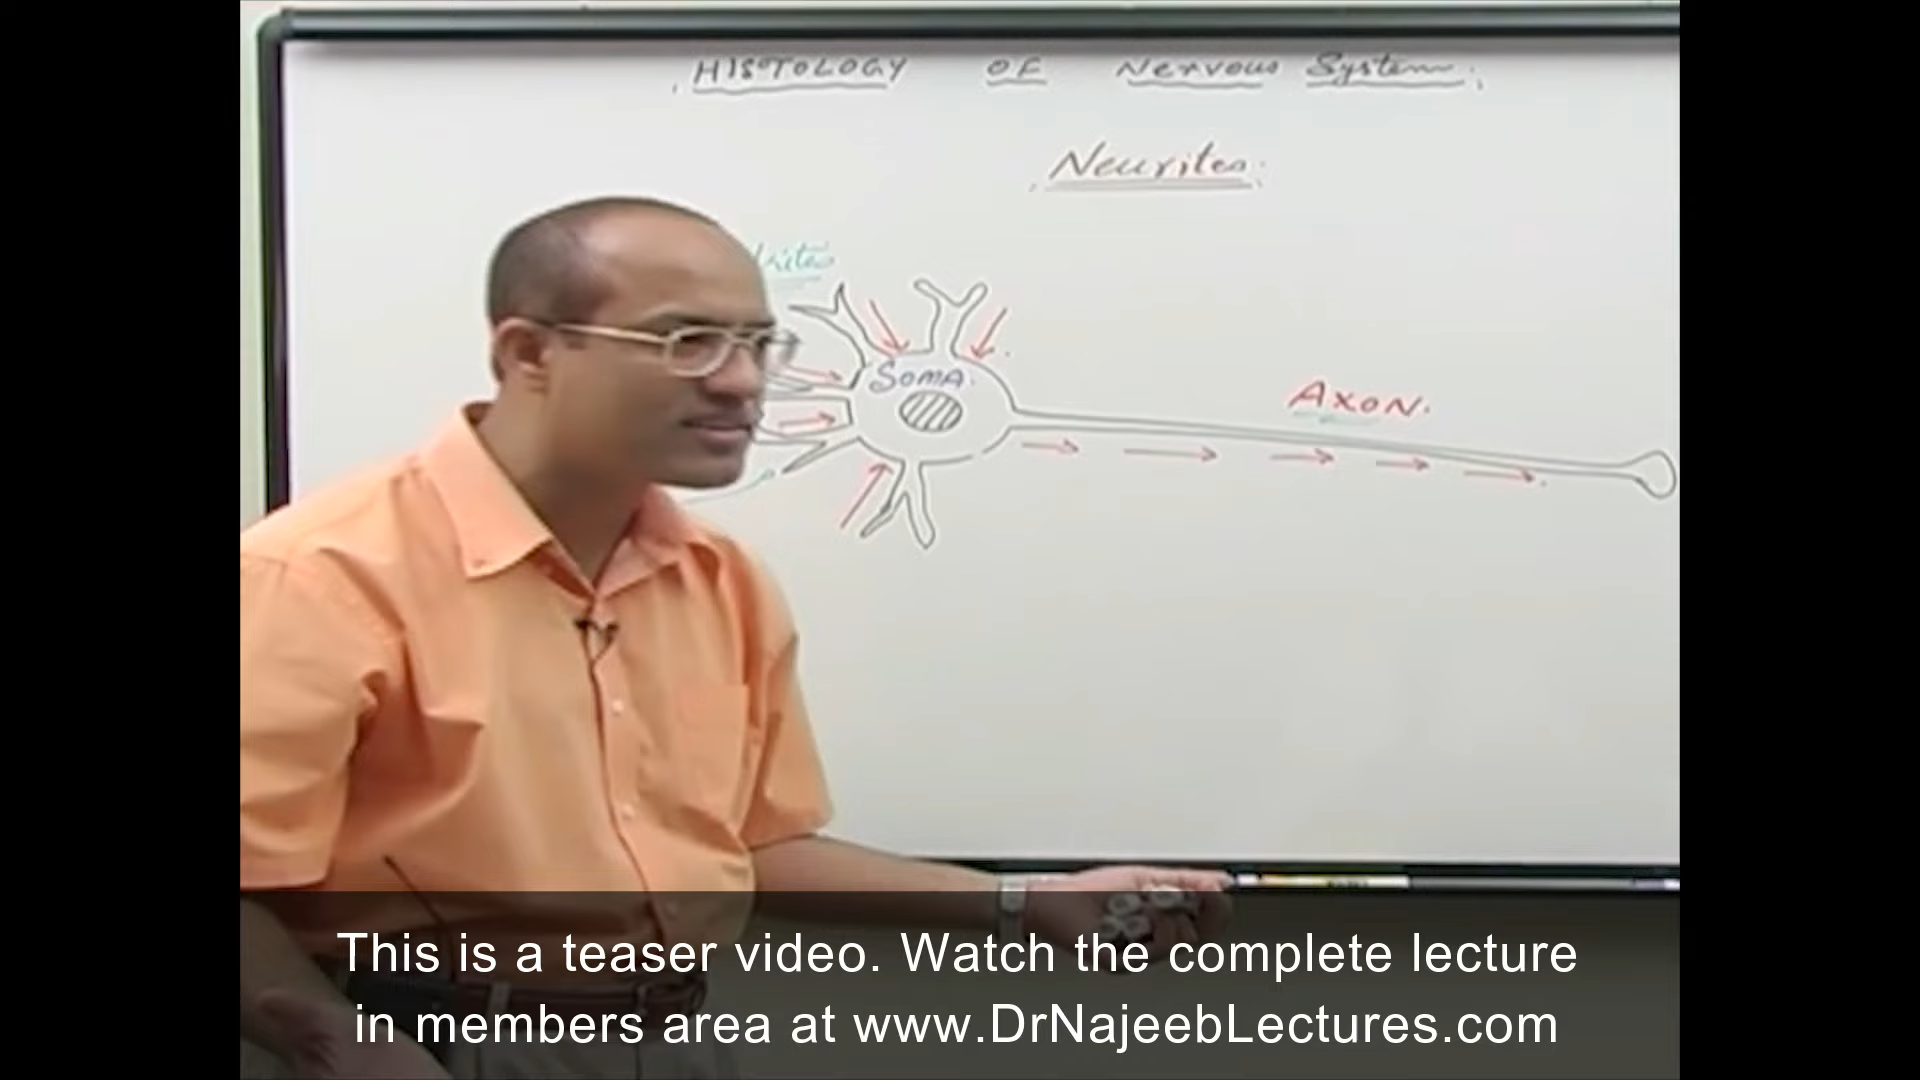 HISTOLOGY OF Nervous System
Neurites
SOMA
AXON
This is a teaser video. Watch the complete lecture
in members area at www.DrNajeebLectures.com